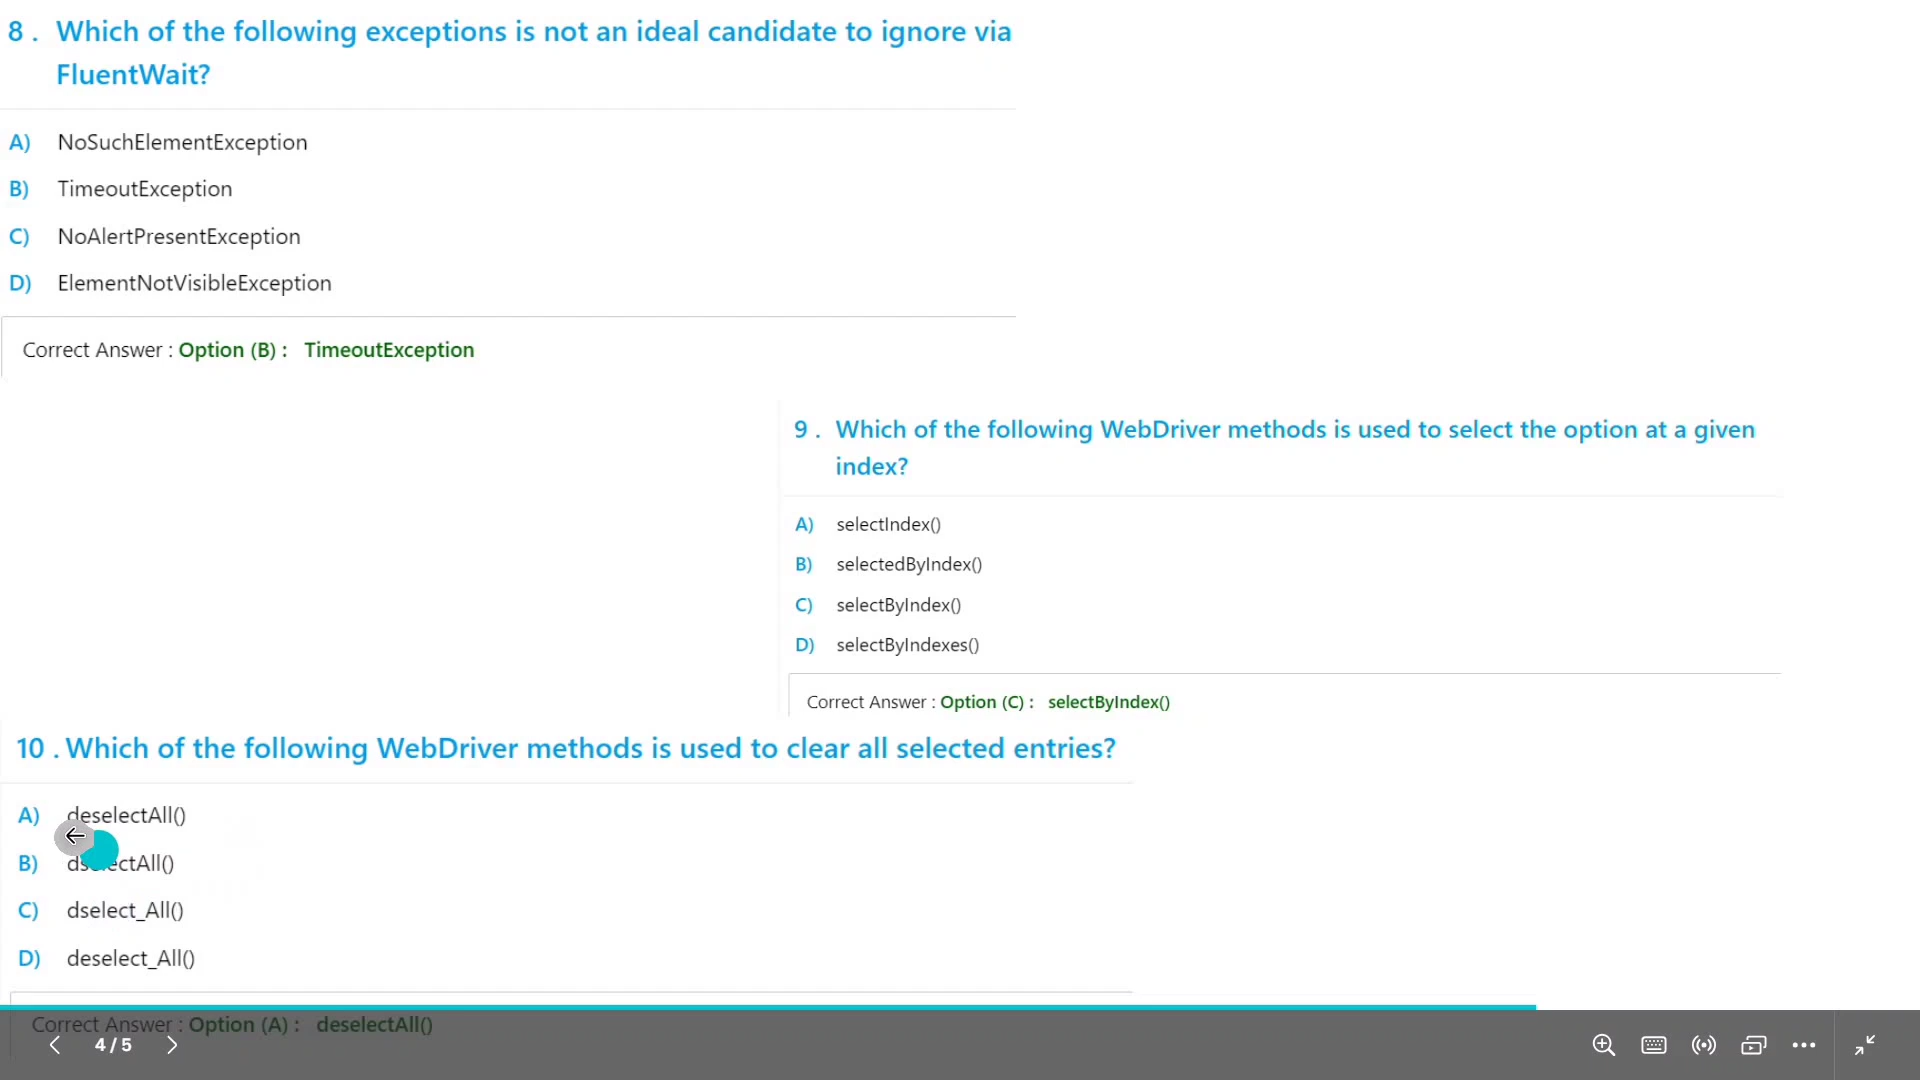 8 . Which of the following exceptions is not an ideal candidate to ignore via
FluentWait?
A) NoSuchElementException
B) TimeoutException
C) NoAlertPresentException
D) ElementNotVisibleException
Correct Answer : Option (B) : TimeoutException
9 . Which of the following WebDriver methods is used to select the option at a given
index?
A) selectIndex()
B) selectedByIndex()
C) selectByIndex()
D) selectByIndexes()
Correct Answer : Option (C) : selectByIndex()
10 . Which of the following WebDriver methods is used to clear all selected entries?
A) deselectAll()
B) dselectAll()
C) dselect_All()
D) deselect_All()
Correct Answer : Option (A) : deselectAll()
4 / 5